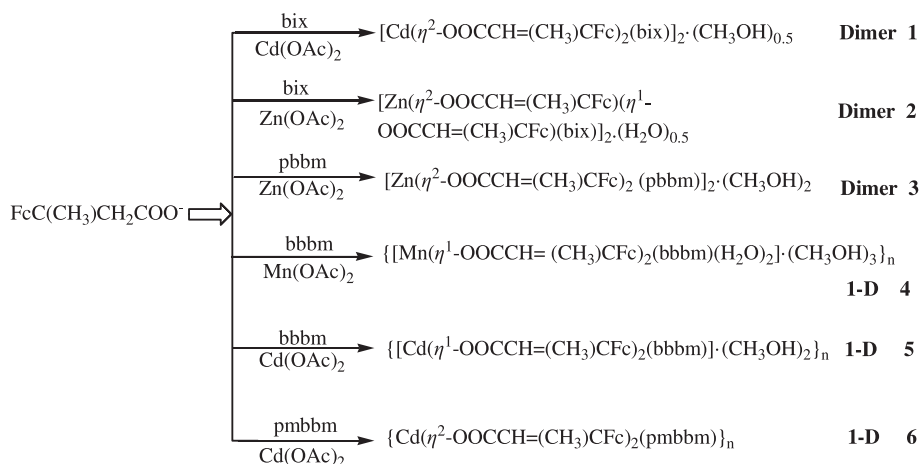 bix
Cd(OAc)₂
[Cd(η²-OOCCH=(CH₃)CFc)₂(bix)]₂·(CH₃OH)₀.₅ Dimer 1
bix
Zn(OAc)₂
[Zn(η²-OOCCH=(CH₃)CFc)(η¹-
OOCCH=(CH₃)CFc)(bix)]₂.(H₂O)₀.₅ Dimer 2
pbbm
Zn(OAc)₂
[Zn(η²-OOCCH=(CH₃)CFc)₂ (pbbm)]₂·(CH₃OH)₂ Dimer 3
FcC(CH₃)CH₂COO⁻
bbbm
Mn(OAc)₂
{[Mn(η¹-OOCCH= (CH₃)CFc)₂(bbbm)(H₂O)₂]·(CH₃OH)₃}ₙ
1-D 4
bbbm
Cd(OAc)₂
{[Cd(η¹-OOCCH=(CH₃)CFc)₂(bbbm)]·(CH₃OH)₂}ₙ 1-D 5
pmbbm
Cd(OAc)₂
{Cd(η²-OOCCH=(CH₃)CFc)₂(pmbbm)}ₙ 1-D 6